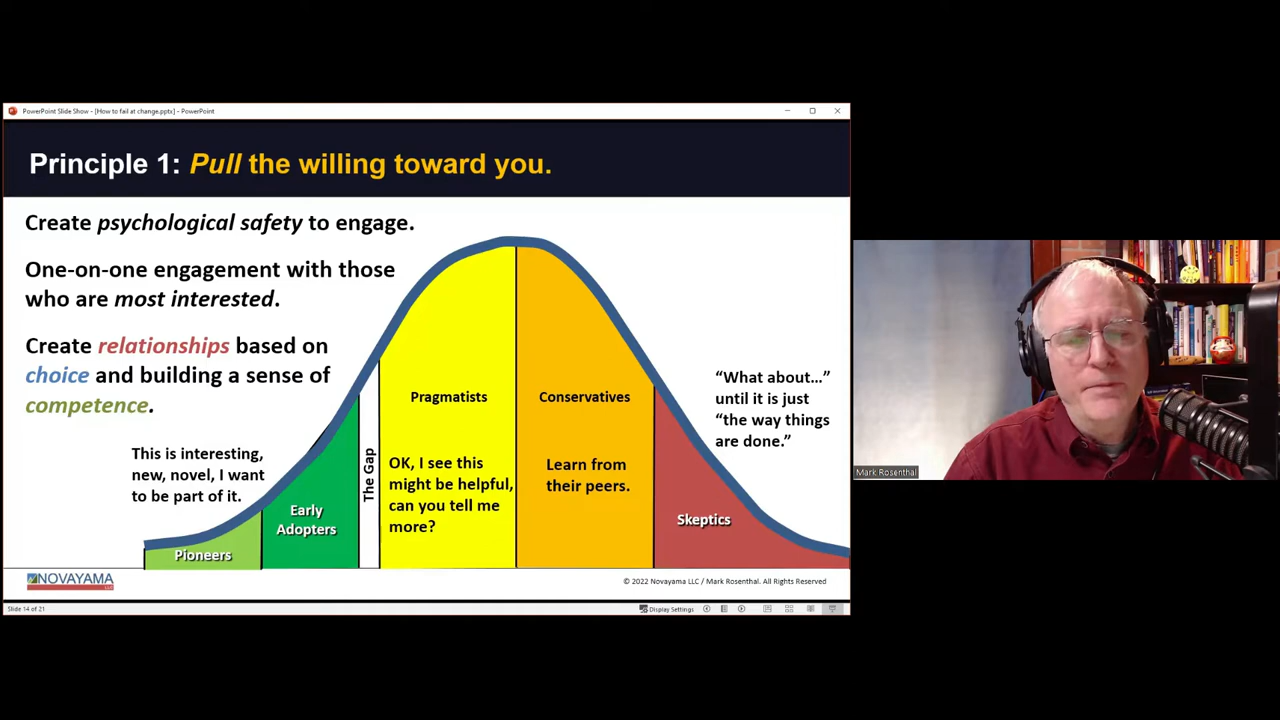 PowerPoint Slide Show - [How to fail at change.pptx] - PowerPoint
Principle 1: Pull the willing toward you.
Create psychological safety to engage.
One-on-one engagement with those
who are most interested.
Create relationships based on
choice and building a sense of
competence.
This is interesting,
new, novel, I want
to be part of it.
Pioneers
Early
Adopters
The Gap
Pragmatists
OK, I see this
might be helpful,
can you tell me
more?
Conservatives
Learn from
their peers.
Skeptics
“What about…”
until it is just
“the way things
are done.”
NOVAYAMA
© 2022 Novayama LLC / Mark Rosenthal. All Rights Reserved
Slide 14 of 21
Display Settings
Mark Rosenthal